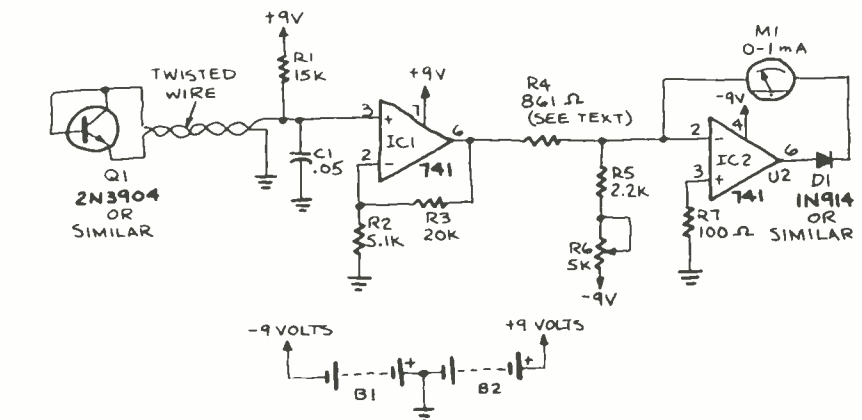 +9V
R1
15K
TWISTED
WIRE
Q1
2N3904
OR
SIMILAR
C1
.05
+9V
3
+
7
IC1
6
2
-
741
R2
5.1K
R3
20K
R4
861 Ω
(SEE TEXT)
R5
2.2K
R6
5K
-9V
M1
0-1mA
-9V
2
-
4
IC2
6
3
+
U2
741
R7
100 Ω
D1
1N914
OR
SIMILAR
-9 VOLTS
+9 VOLTS
+
+
B1
B2